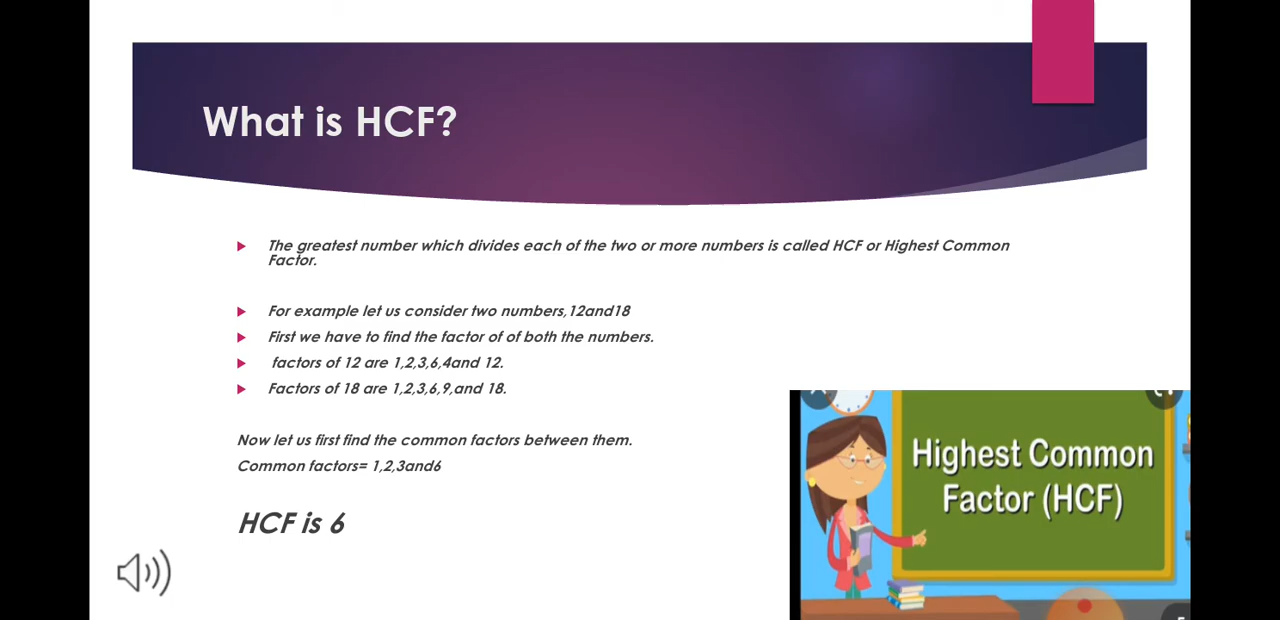 What is HCF?
The greatest number which divides each of the two or more numbers is called HCF or Highest Common
Factor.
For example let us consider two numbers,12and18
First we have to find the factor of of both the numbers.
factors of 12 are 1,2,3,6,4and 12.
Factors of 18 are 1,2,3,6,9,and 18.
Now let us first find the common factors between them.
Common factors= 1,2,3and6
HCF is 6
Highest Common
Factor (HCF)